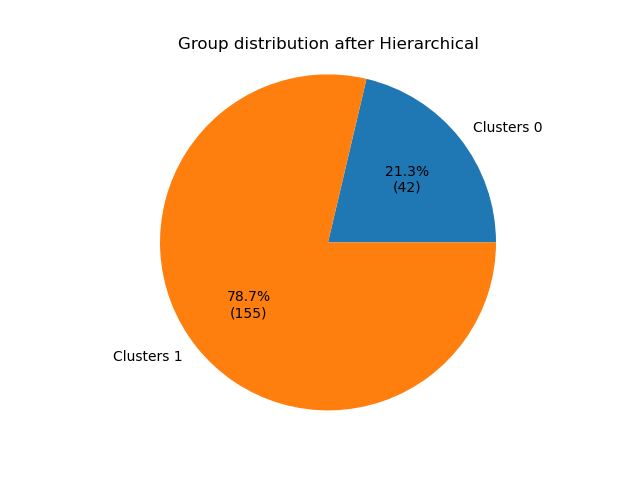 Group distribution after Hierarchical
Clusters 0
21.3%
(42)
78.7%
(155)
Clusters 1